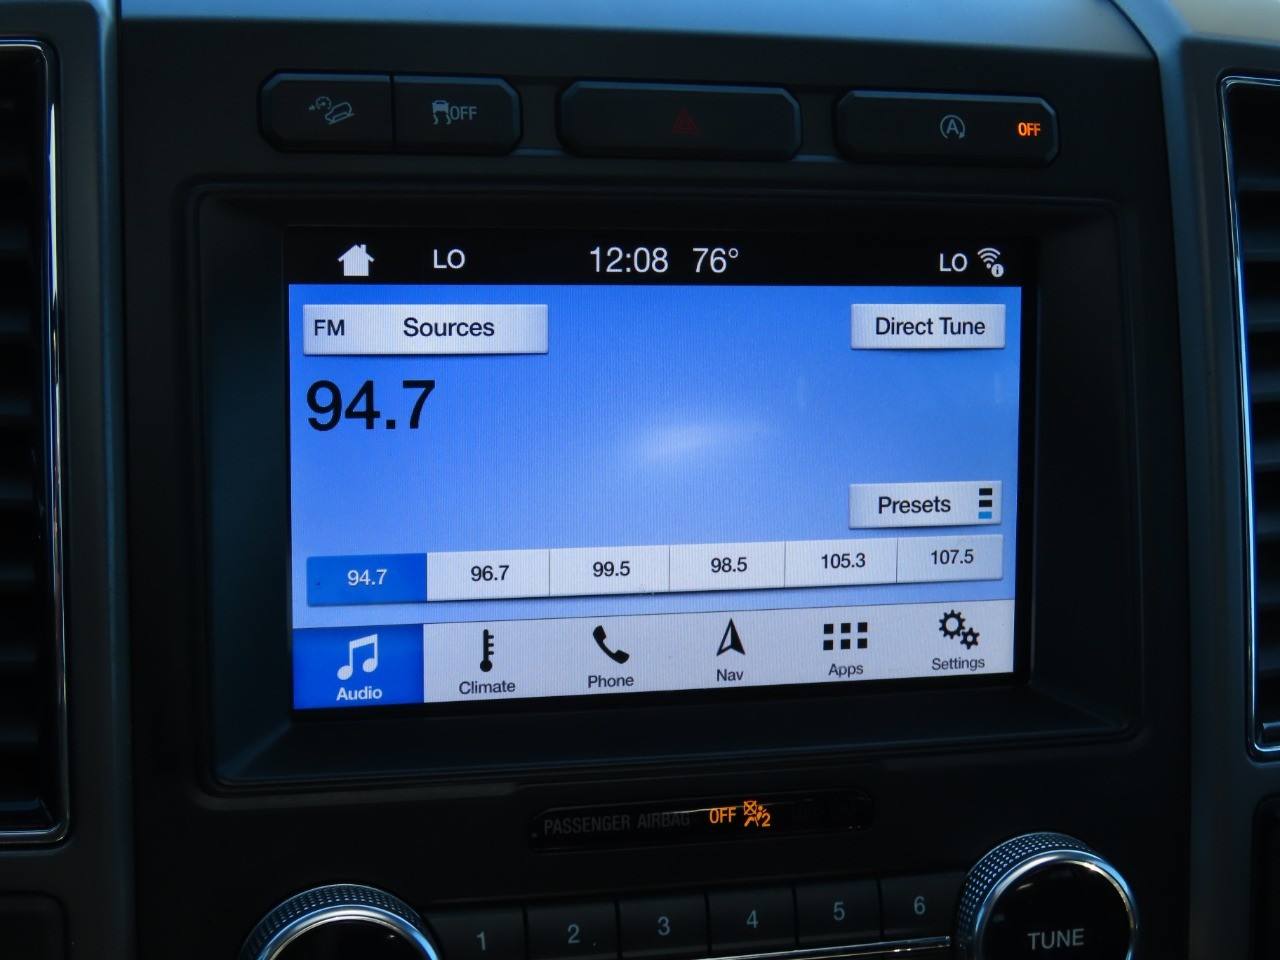 OFF
A OFF
LO 12:08 76° LO
FM Sources Direct Tune
94.7
Presets
94.7 96.7 99.5 98.5 105.3 107.5
Audio Climate Phone Nav Apps Settings
PASSENGER AIRBAG OFF 2
1 2 3 4 5 6
TUNE